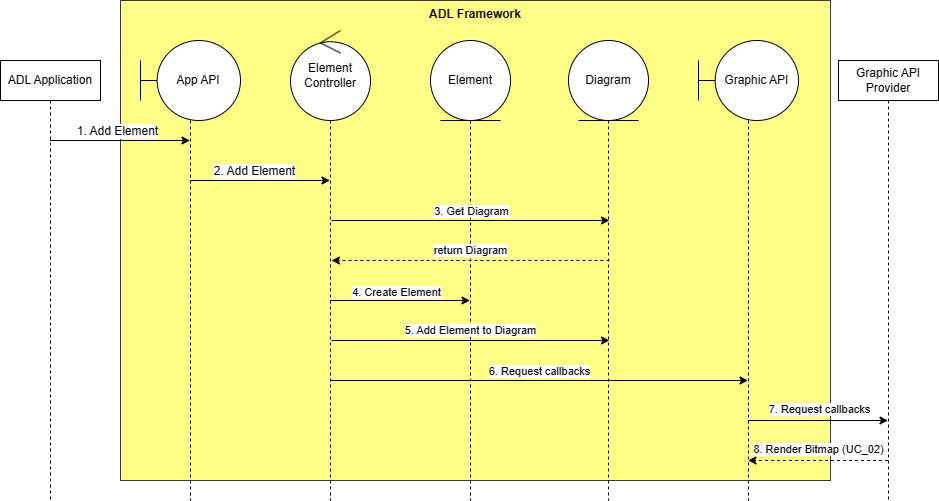 ADL Framework
ADL Application
App API
Element
Controller
Element
Diagram
Graphic API
Graphic API
Provider
1. Add Element
2. Add Element
3. Get Diagram
return Diagram
4. Create Element
5. Add Element to Diagram
6. Request callbacks
7. Request callbacks
8. Render Bitmap (UC_02)